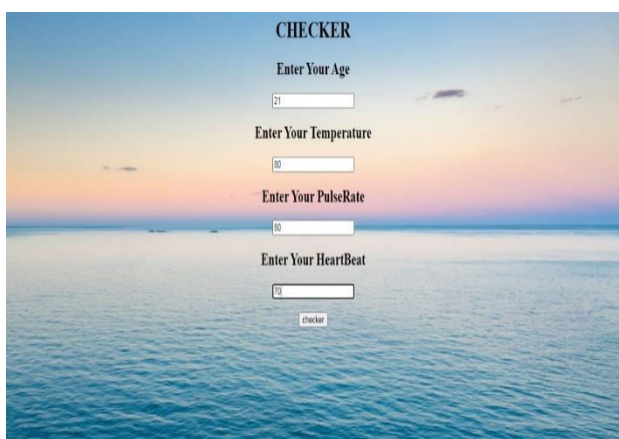 CHECKER
Enter Your Age
21
Enter Your Temperature
80
Enter Your PulseRate
80
Enter Your HeartBeat
70
checker